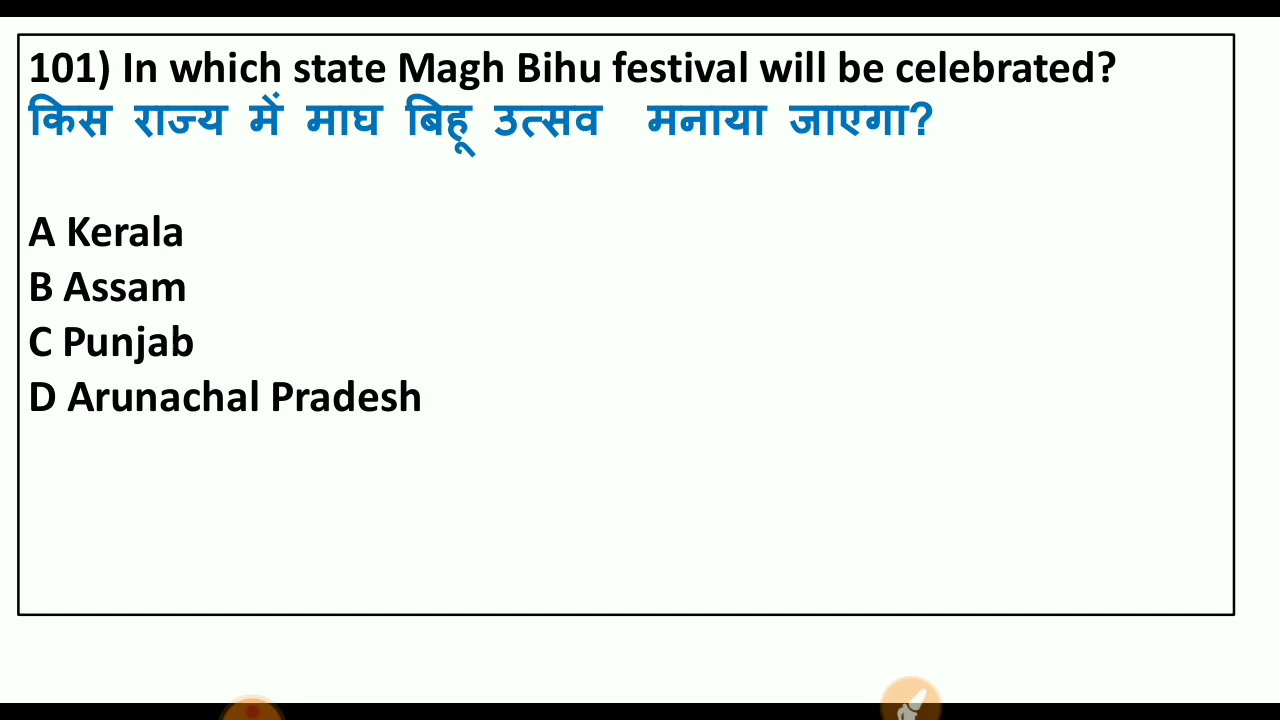 101) In which state Magh Bihu festival will be celebrated?
किस राज्य में माघ बिहू उत्सव मनाया जाएगा?
A Kerala
B Assam
C Punjab
D Arunachal Pradesh